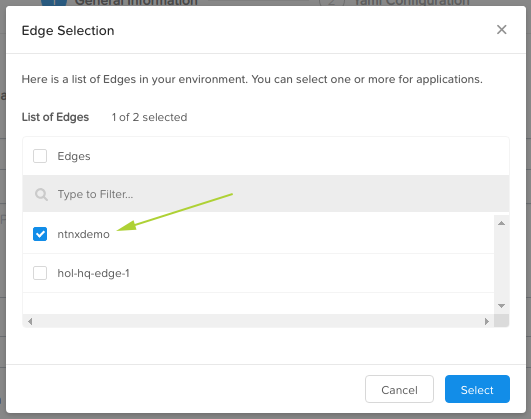 General Information
2
Yaml Configuration
Edge Selection
Here is a list of Edges in your environment. You can select one or more for applications.
List of Edges 1 of 2 selected
Edges
Type to Filter...
ntnxdemo
hol-hq-edge-1
Cancel Select